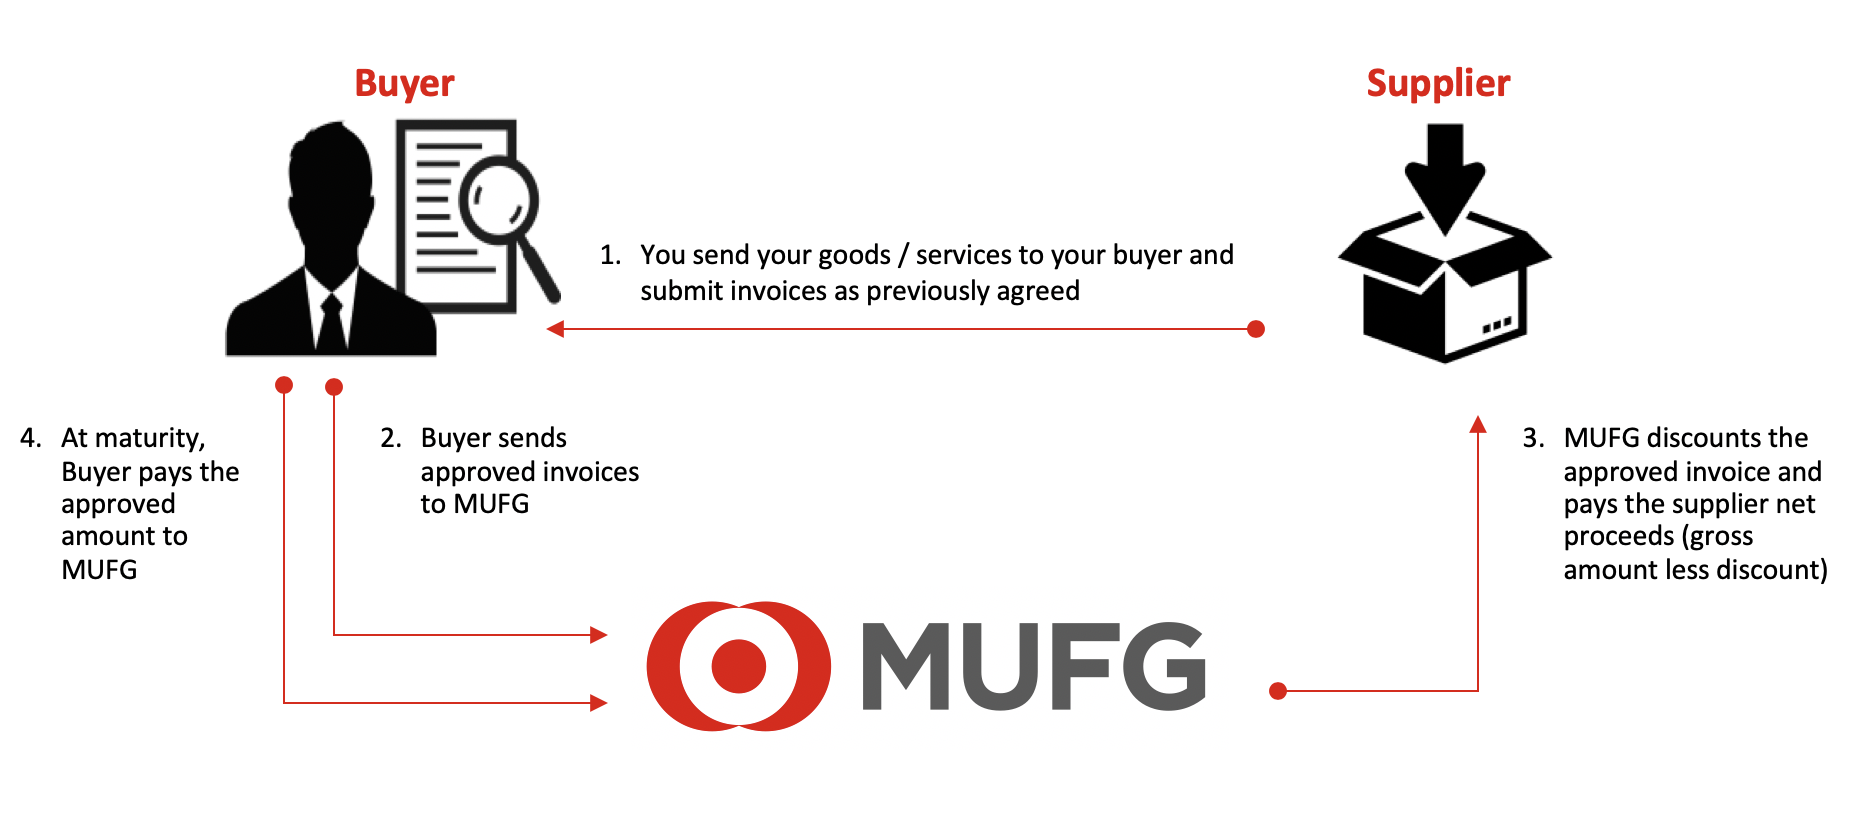 Buyer
Supplier
1. You send your goods / services to your buyer and
submit invoices as previously agreed
4. At maturity,
Buyer pays the
approved
amount to
MUFG
2. Buyer sends
approved invoices
to MUFG
3. MUFG discounts the
approved invoice and
pays the supplier net
proceeds (gross
amount less discount)
MUFG